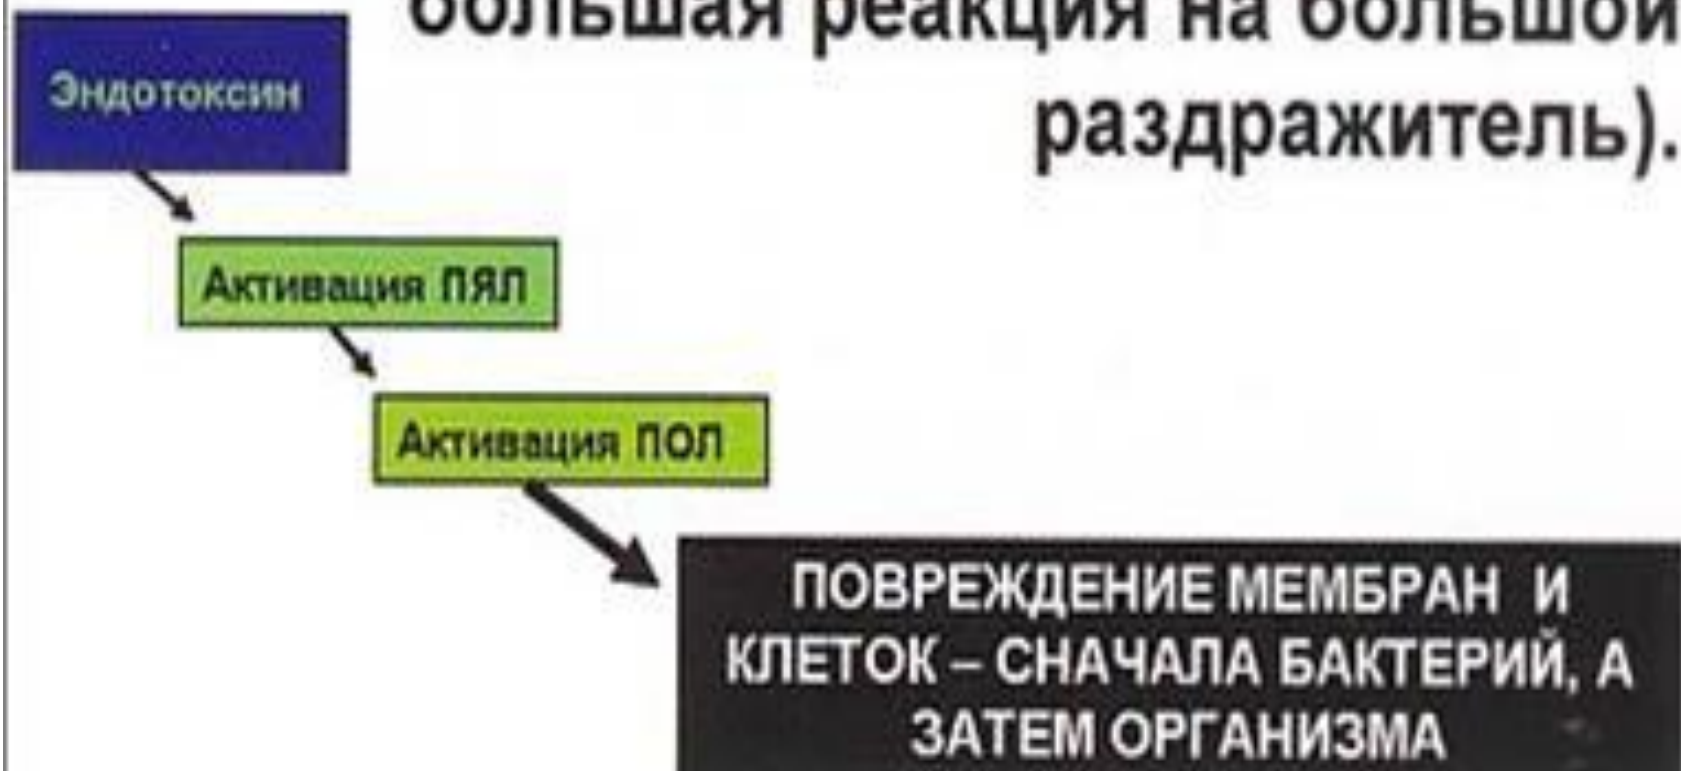 большая реакция на большой
раздражитель).
Эндотоксин
Активация ПЯЛ
Активация ПОЛ
ПОВРЕЖДЕНИЕ МЕМБРАН И
КЛЕТОК – СНАЧАЛА БАКТЕРИЙ, А
ЗАТЕМ ОРГАНИЗМА